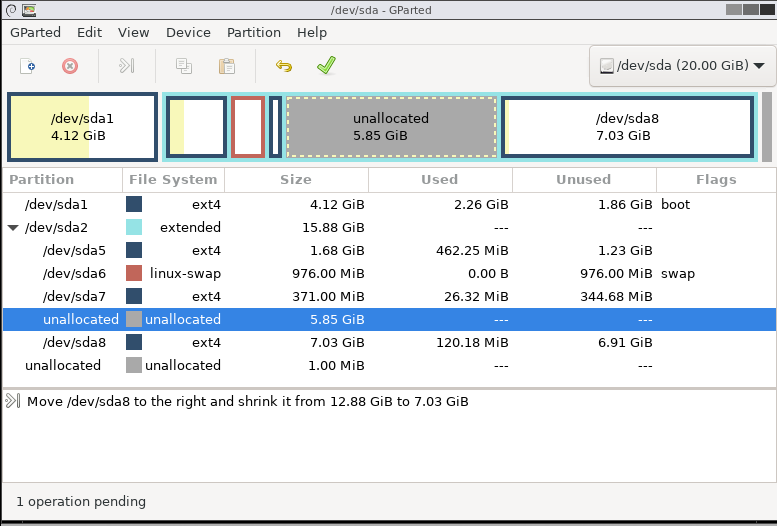 /dev/sda - GParted
GParted Edit View Device Partition Help
/dev/sda (20.00 GiB)
/dev/sda1
4.12 GiB
unallocated
5.85 GiB
/dev/sda8
7.03 GiB
Partition File System Size Used Unused Flags
/dev/sda1 ext4 4.12 GiB 2.26 GiB 1.86 GiB boot
/dev/sda2 extended 15.88 GiB --- ---
/dev/sda5 ext4 1.68 GiB 462.25 MiB 1.23 GiB
/dev/sda6 linux-swap 976.00 MiB 0.00 B 976.00 MiB swap
/dev/sda7 ext4 371.00 MiB 26.32 MiB 344.68 MiB
unallocated unallocated 5.85 GiB --- ---
/dev/sda8 ext4 7.03 GiB 120.18 MiB 6.91 GiB
unallocated unallocated 1.00 MiB --- ---
Move /dev/sda8 to the right and shrink it from 12.88 GiB to 7.03 GiB
1 operation pending